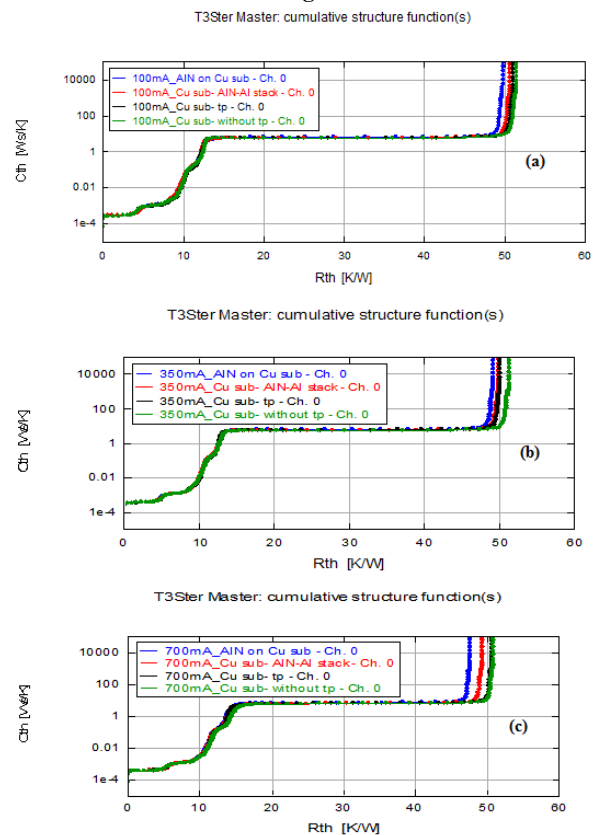 T3Ster Master: cumulative structure function(s)
10000
100
1
0.01
1e-4
Cth [Ws/K]
100mA_AlN on Cu sub - Ch. 0
100mA_Cu sub- AlN-Al stack - Ch. 0
100mA_Cu sub- tp - Ch. 0
100mA_Cu sub- without tp - Ch. 0
(a)
0 10 20 30 40 50 60
Rth [K/W]
T3Ster Master: cumulative structure function(s)
10000
100
1
0.01
1e-4
Cth [Ws/K]
350mA_AlN on Cu sub - Ch. 0
350mA_Cu sub- AlN-Al stack - Ch. 0
350mA_Cu sub- tp - Ch. 0
350mA_Cu sub- without tp - Ch. 0
(b)
0 10 20 30 40 50 60
Rth [K/W]
T3Ster Master: cumulative structure function(s)
10000
100
1
0.01
1e-4
Cth [Ws/K]
700mA_AlN on Cu sub - Ch. 0
700mA_Cu sub- AlN-Al stack - Ch. 0
700mA_Cu sub- tp - Ch. 0
700mA_Cu sub- without tp - Ch. 0
(c)
0 10 20 30 40 50 60
Rth [K/W]